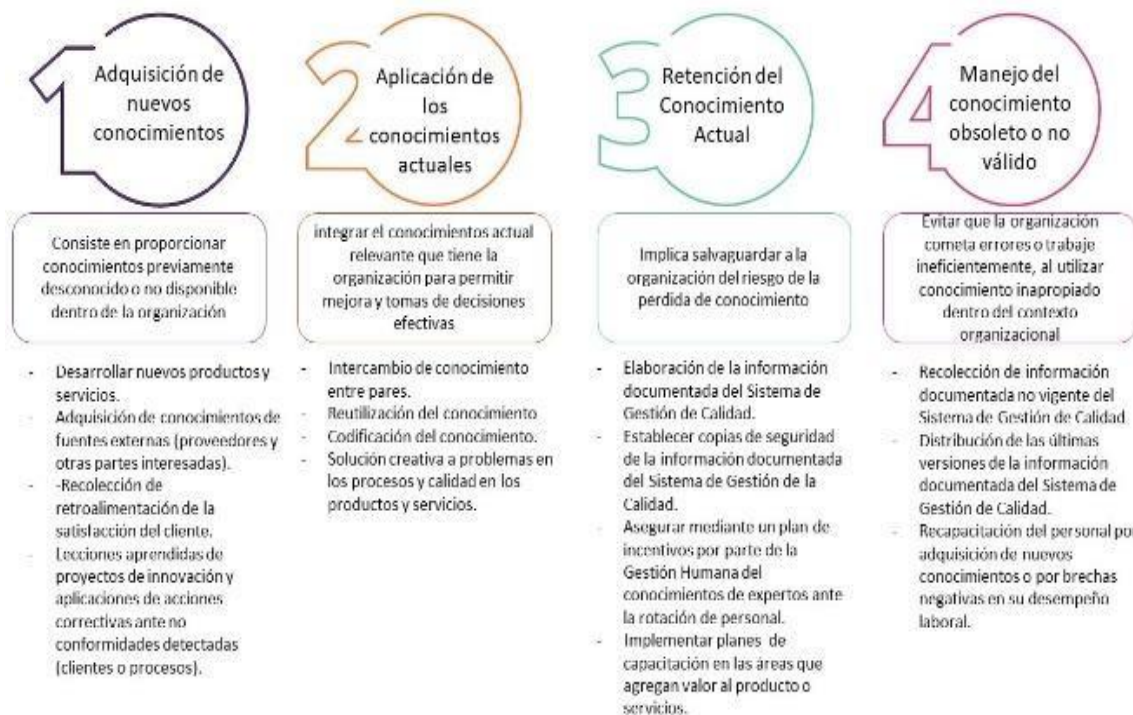 1
Adquisición de
nuevos
conocimientos
Consiste en proporcionar
conocimientos previamente
desconocido o no disponible
dentro de la organización
- Desarrollar nuevos productos y
servicios.
- Adquisición de conocimientos de
fuentes externas (proveedores y
otras partes interesadas).
- -Recolección de
retroalimentación de la
satisfacción del cliente.
- Lecciones aprendidas de
proyectos de innovación y
aplicaciones de acciones
correctivas ante no
conformidades detectadas
(clientes o procesos).
2
Aplicación de
los
conocimientos
actuales
integrar el conocimientos actual
relevante que tiene la
organización para permitir
mejora y tomas de decisiones
efectivas
- Intercambio de conocimiento
entre pares.
- Reutilización del conocimiento
- Codificación del conocimiento.
- Solución creativa a problemas en
los procesos y calidad en los
productos y servicios.
3
Retención del
Conocimiento
Actual
Implica salvaguardar a la
organización del riesgo de la
perdida de conocimiento
- Elaboración de la información
documentada del Sistema de
Gestión de Calidad.
- Establecer copias de seguridad
de la información documentada
del Sistema de Gestión de la
Calidad.
- Asegurar mediante un plan de
incentivos por parte de la
Gestión Humana del
conocimientos de expertos ante
la rotación de personal.
- Implementar planes de
capacitación en las áreas que
agregan valor al producto o
servicios.
4
Manejo del
conocimiento
obsoleto o no
válido
Evitar que la organización
cometa errores o trabaje
ineficientemente, al utilizar
conocimiento inapropiado
dentro del contexto
organizacional
- Recolección de información
documentada no vigente del
Sistema de Gestión de Calidad
- Distribución de las últimas
versiones de la información
documentada del Sistema de
Gestión de Calidad.
- Recapacitación del personal po
adquisición de nuevos
conocimientos o por brechas
negativas en su desempeño
laboral.